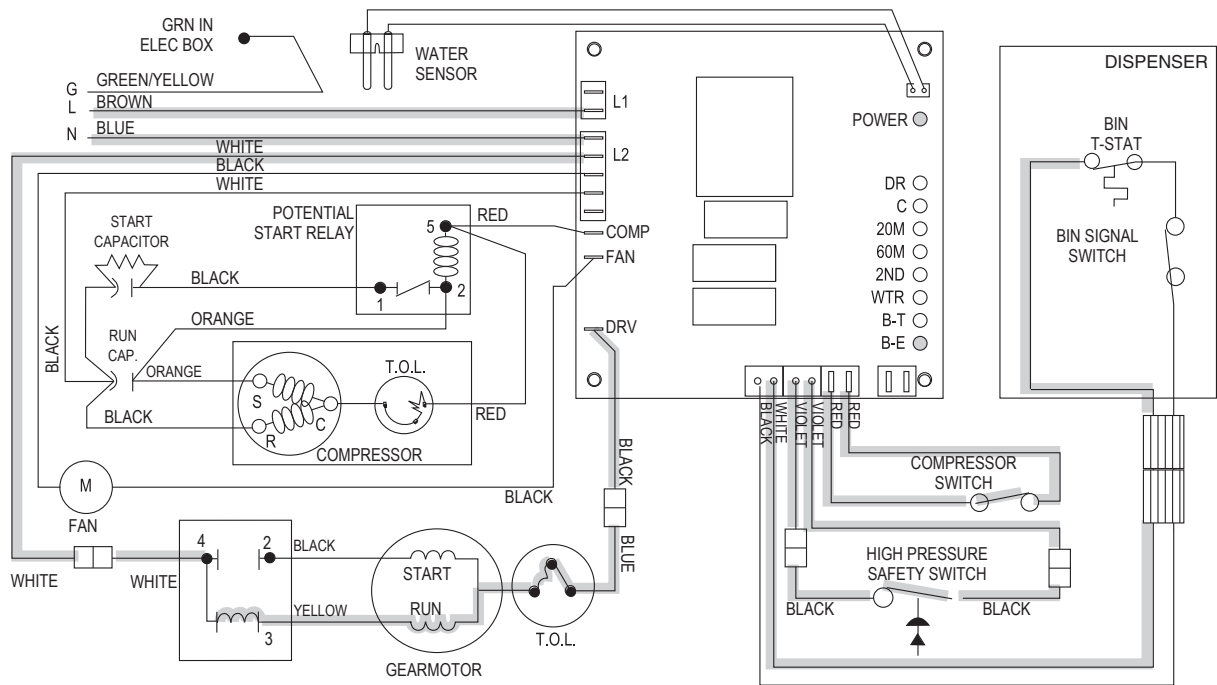 GRN IN
ELEC BOX
WATER
SENSOR
DISPENSER
G
GREEN/YELLOW
L
BROWN
L1
N
BLUE
WHITE
L2
BLACK
WHITE
POWER
BIN
T-STAT
DR
C
20M
60M
2ND
WTR
B-T
B-E
BIN SIGNAL
SWITCH
START
CAPACITOR
POTENTIAL
START RELAY
5
RED
COMP
FAN
BLACK
1
2
ORANGE
DRV
BLACK
RUN
CAP.
ORANGE
T.O.L.
S
C
R
RED
BLACK
COMPRESSOR
BLACK
WHITE
VIOLET
VIOLET
RED
RED
COMPRESSOR
SWITCH
M
FAN
BLACK
BLACK
BLUE
4
2
BLACK
START
WHITE
WHITE
YELLOW
RUN
3
T.O.L.
GEARMOTOR
HIGH PRESSURE
SAFETY SWITCH
BLACK
BLACK